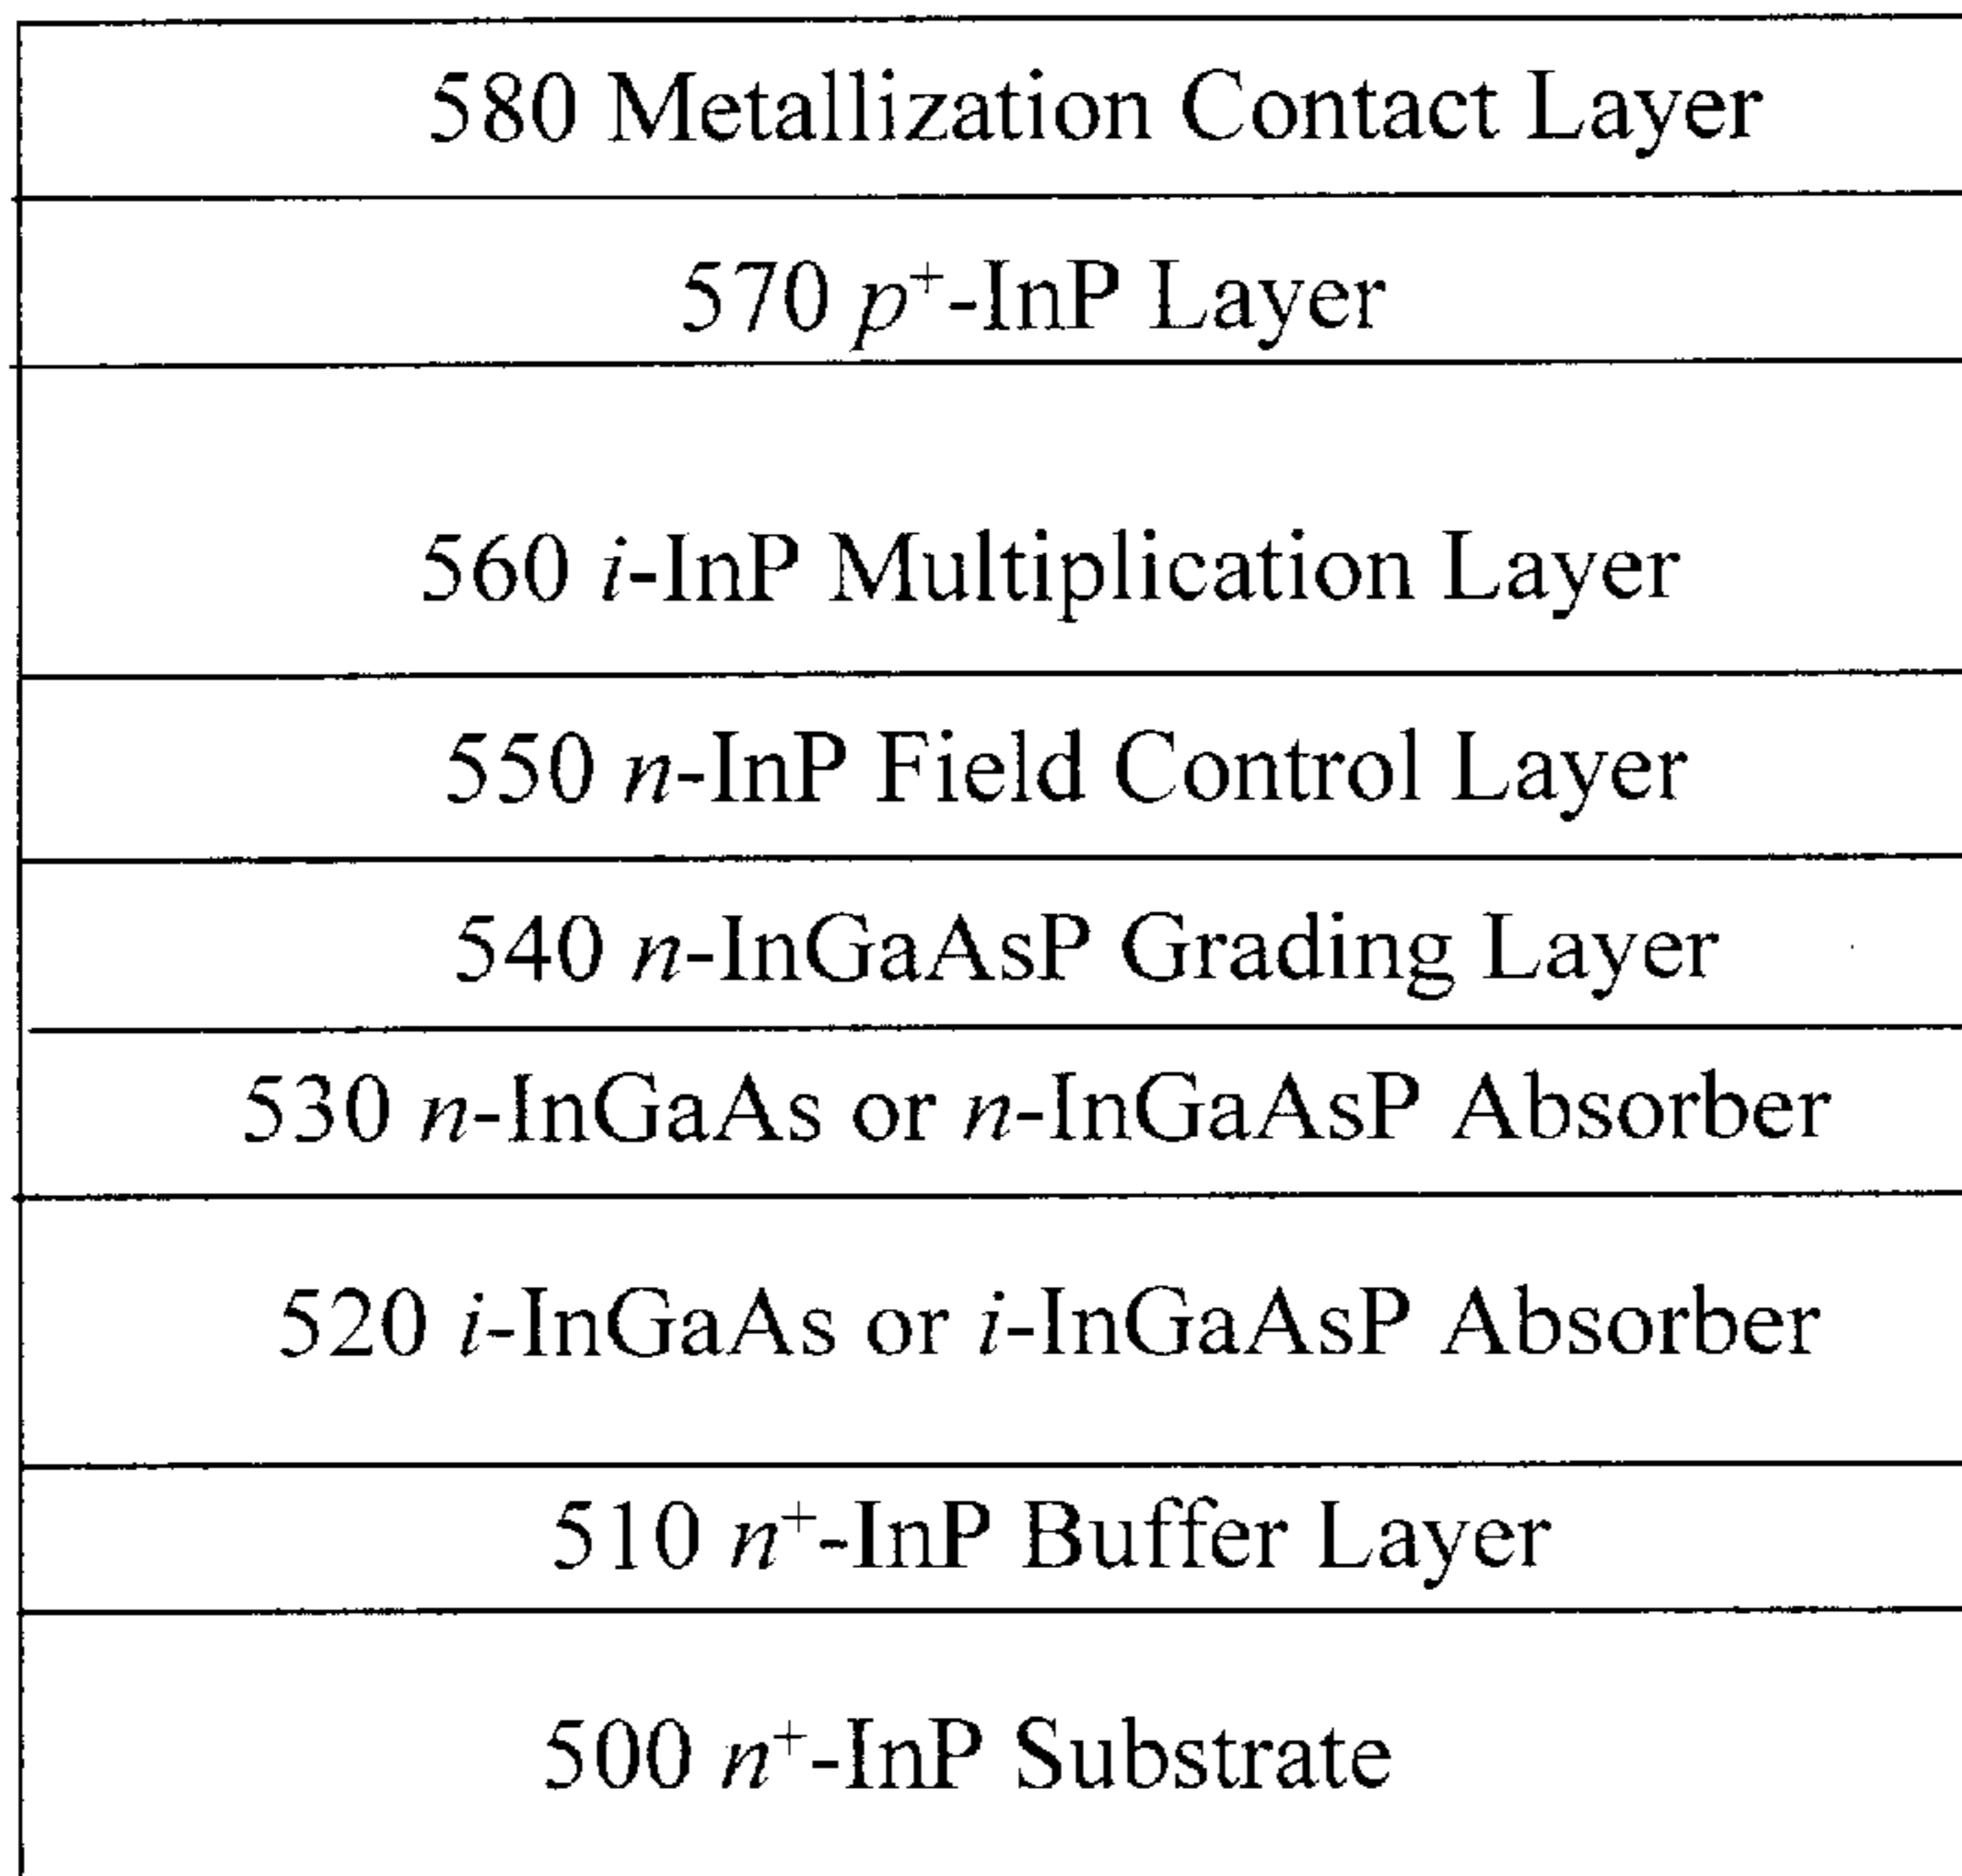 580 Metallization Contact Layer
570 p⁺-InP Layer
560 i-InP Multiplication Layer
550 n-InP Field Control Layer
540 n-InGaAsP Grading Layer
530 n-InGaAs or n-InGaAsP Absorber
520 i-InGaAs or i-InGaAsP Absorber
510 n⁺-InP Buffer Layer
500 n⁺-InP Substrate